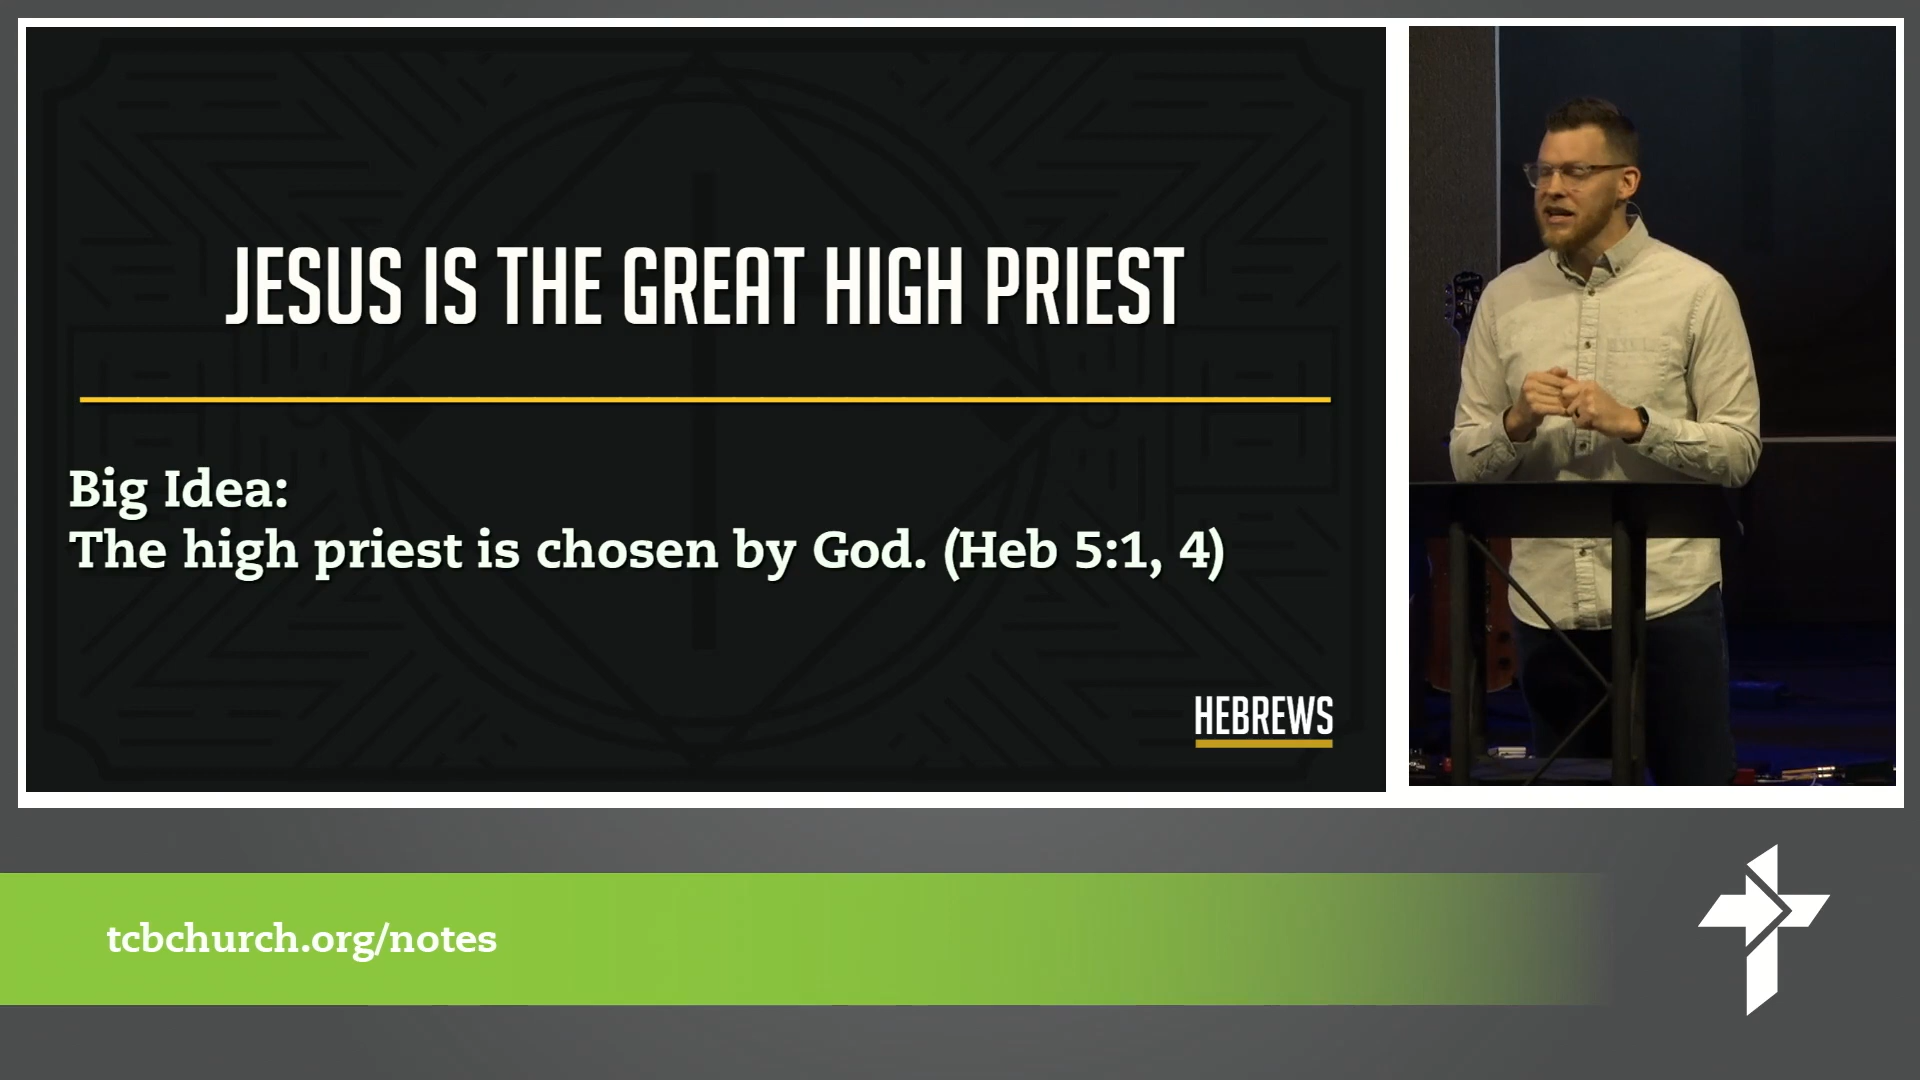 JESUS IS THE GREAT HIGH PRIEST
Big Idea:
The high priest is chosen by God. (Heb 5:1, 4)
HEBREWS
tcbchurch.org/notes